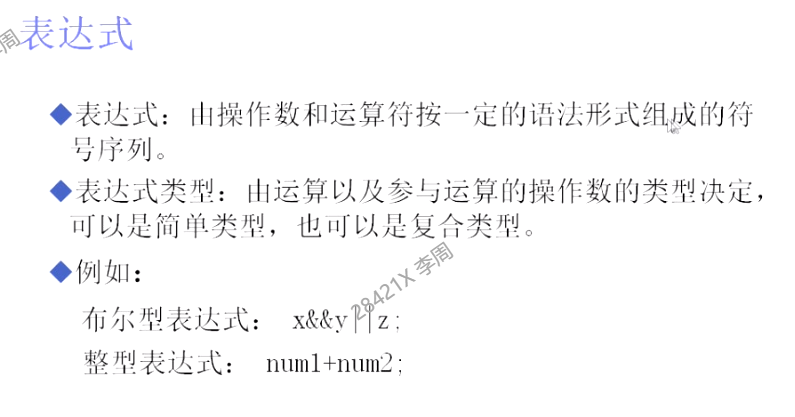 表达式
◆表达式：由操作数和运算符按一定的语法形式组成的符
号序列。
◆表达式类型：由运算以及参与运算的操作数的类型决定，
可以是简单类型，也可以是复合类型。
◆例如：
布尔型表达式： x&&y||z;
整型表达式： num1+num2;
28421X 李周
周